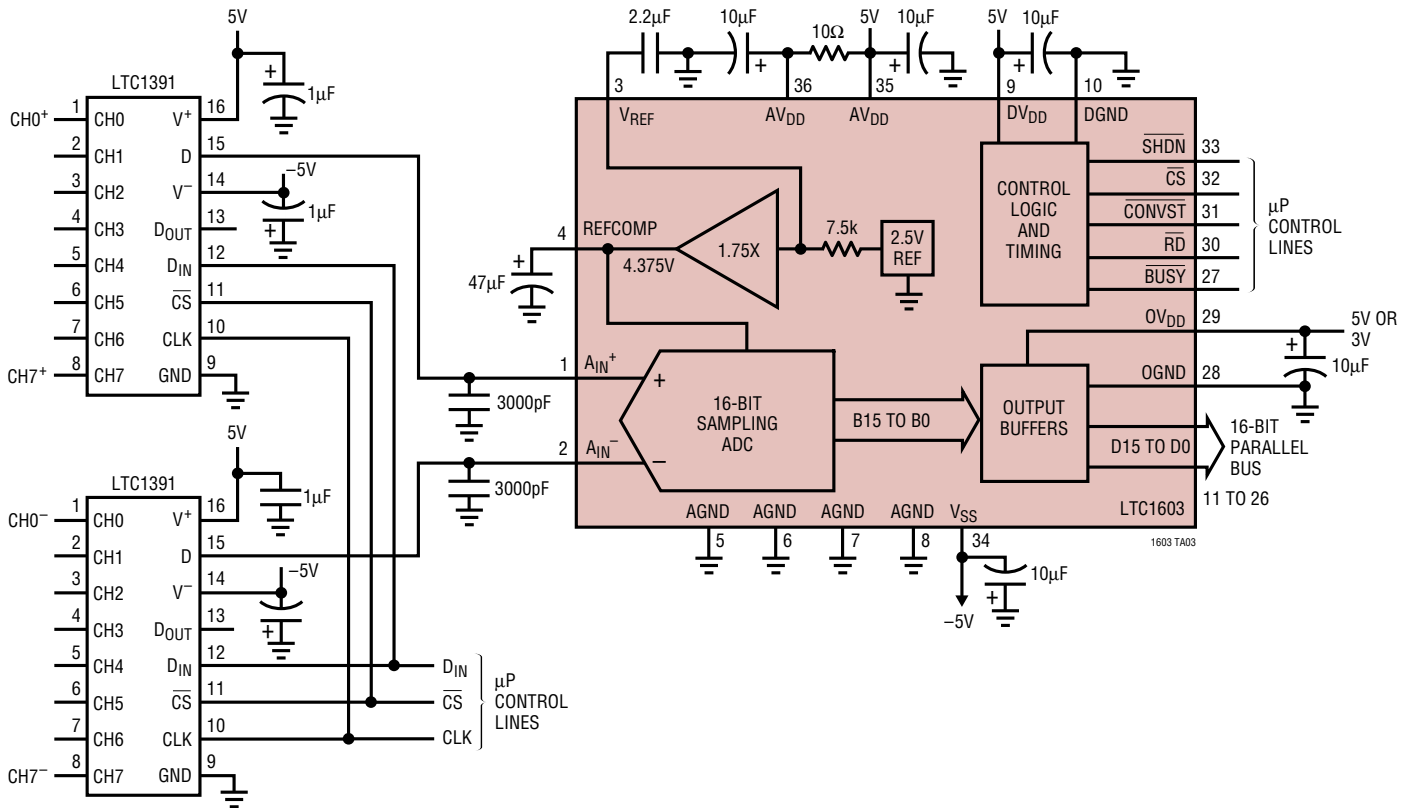 5V
LTC1391
1μF
+
CH0+
1 CH0 V+ 16
2 CH1 D 15
3 CH2 V− 14
4 CH3 DOUT 13
5 CH4 DIN 12
6 CH5 CS 11
7 CH6 CLK 10
CH7+
8 CH7 GND 9
−5V
1μF
+
5V
LTC1391
1μF
CH0−
1 CH0 V+ 16
2 CH1 D 15
3 CH2 V− 14
4 CH3 DOUT 13
5 CH4 DIN 12
6 CH5 CS 11
7 CH6 CLK 10
CH7−
8 CH7 GND 9
−5V
+
DIN
CS
CLK
μP
CONTROL
LINES
3000pF
3000pF
2.2μF
10μF
+
10Ω
5V
10μF
+
5V
10μF
+
3
VREF
36
AVDD
35
AVDD
9
DVDD
10
DGND
4
REFCOMP
4.375V
+
47μF
1.75X
7.5k
2.5V
REF
CONTROL
LOGIC
AND
TIMING
SHDN 33
CS 32
CONVST 31
RD 30
BUSY 27
μP
CONTROL
LINES
1 AIN+
+
2 AIN−
−
16-BIT
SAMPLING
ADC
B15 TO B0
OUTPUT
BUFFERS
OVDD 29
5V OR
3V
+
10μF
OGND 28
D15 TO D0
16-BIT
PARALLEL
BUS
11 TO 26
AGND
5
AGND
6
AGND
7
AGND
8
VSS
34
10μF
+
−5V
LTC1603
1603 TA03